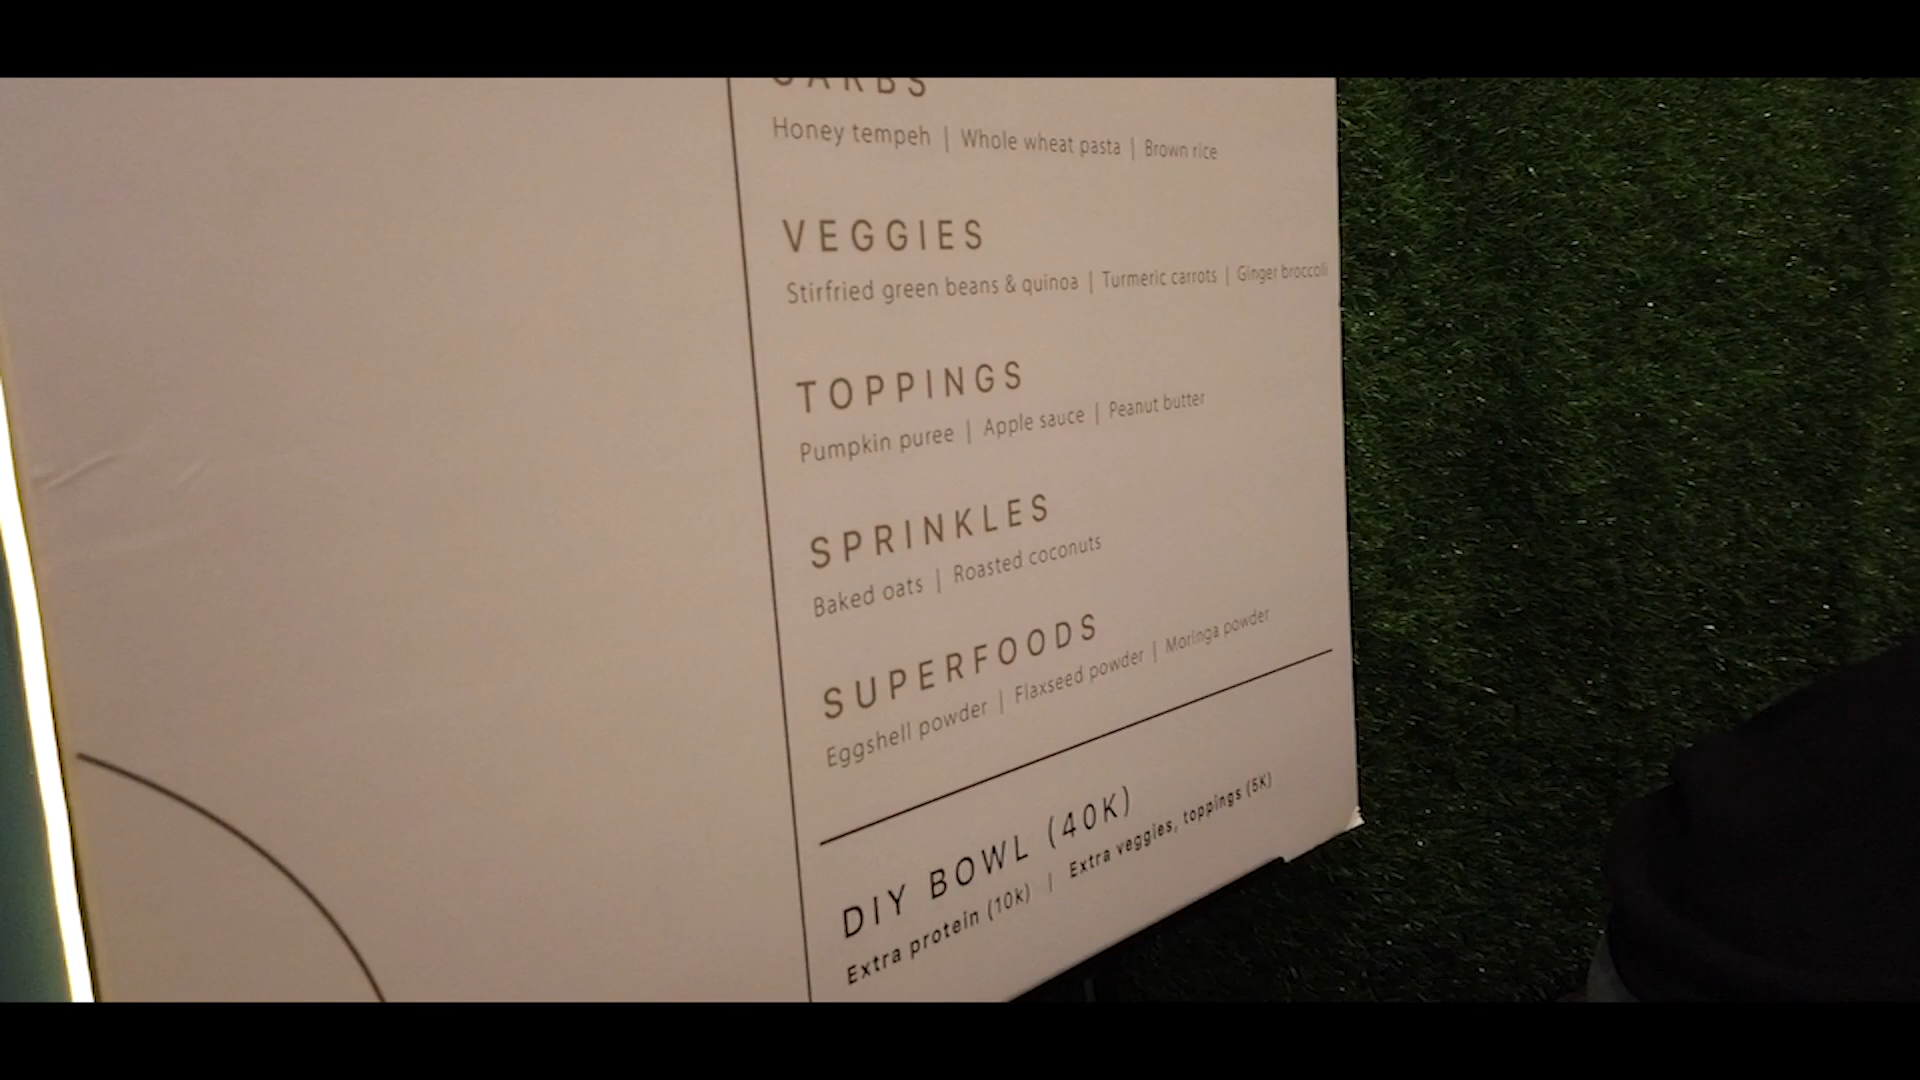 CARBS
Honey tempeh | Whole wheat pasta | Brown rice
VEGGIES
Stirfried green beans & quinoa | Turmeric carrots | Ginger broccoli
TOPPINGS
Pumpkin puree | Apple sauce | Peanut butter
SPRINKLES
Baked oats | Roasted coconuts
SUPERFOODS
Eggshell powder | Flaxseed powder | Moringa powder
DIY BOWL (40K)
Extra protein (10k) | Extra veggies, toppings (5K)